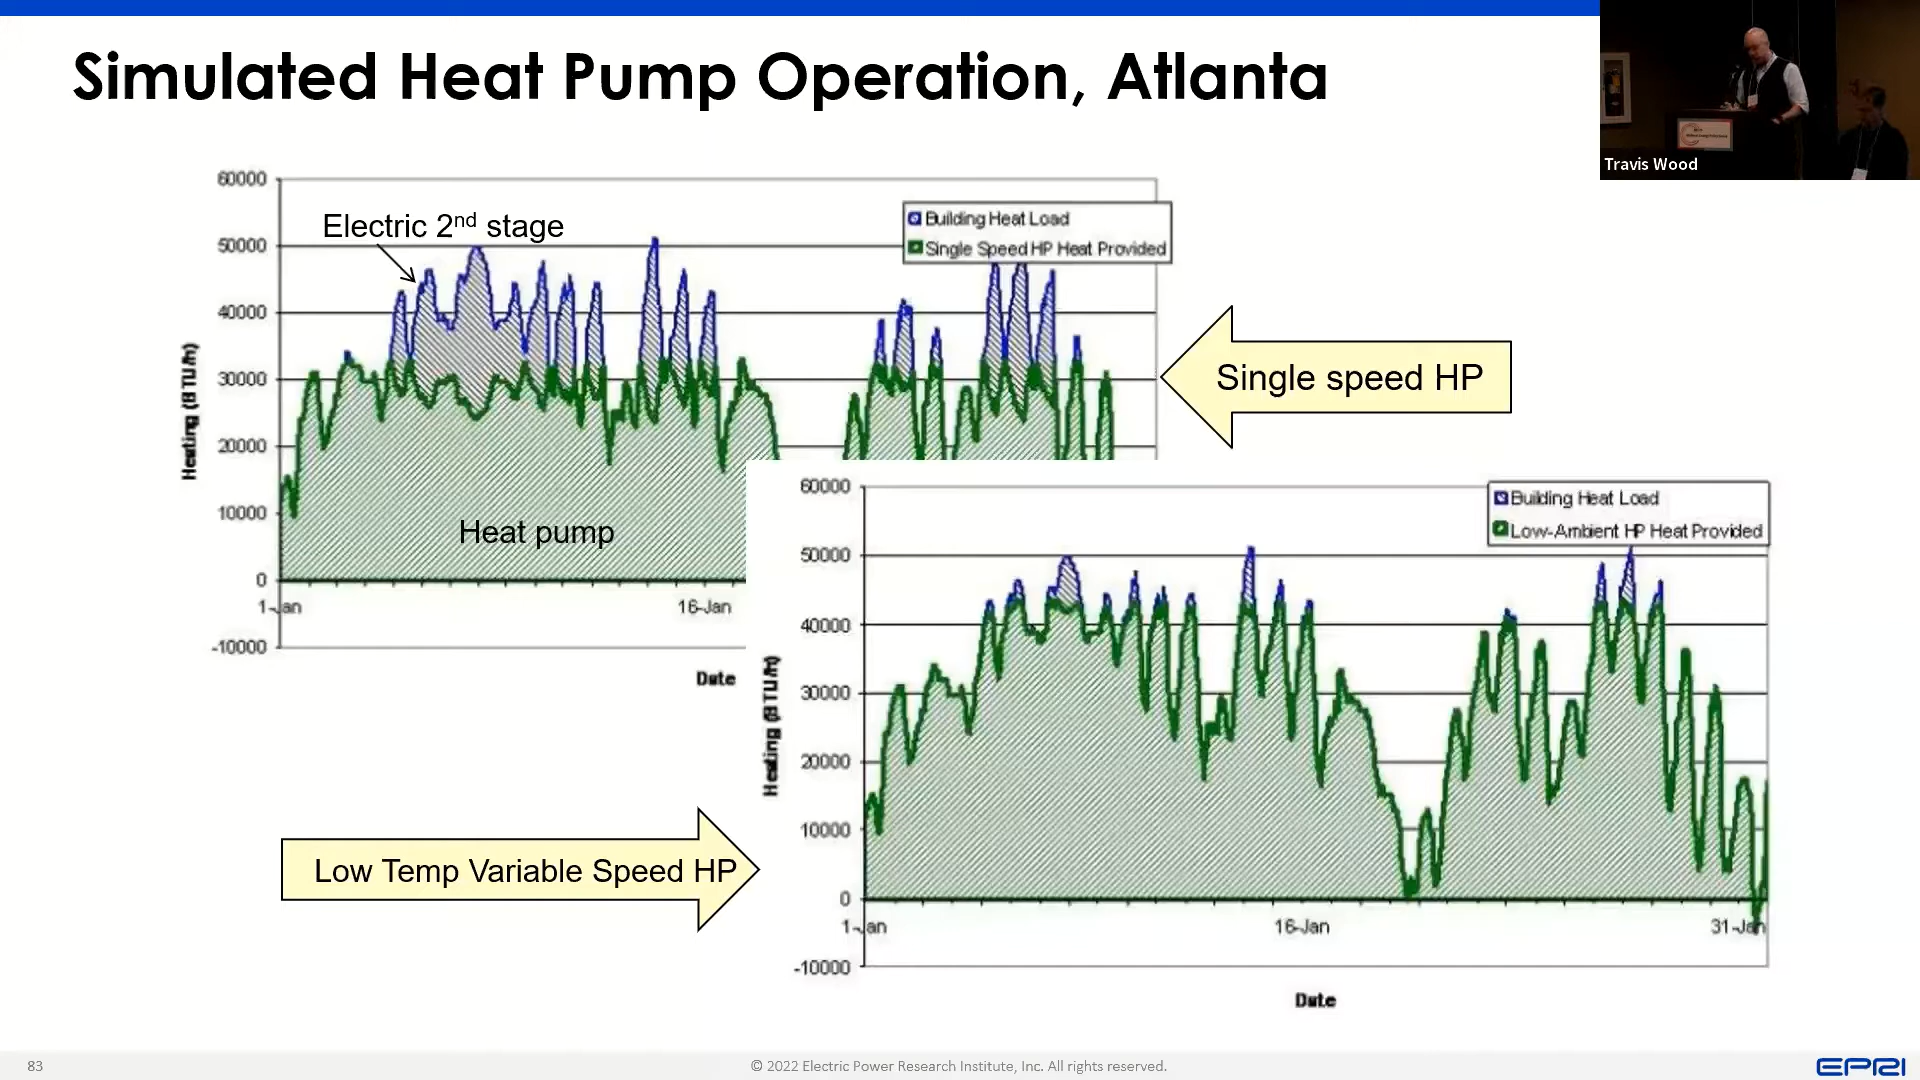 Simulated Heat Pump Operation, Atlanta
Travis Wood
60000
50000
40000
30000
20000
10000
0
-10000
Heating (BTU/h)
Electric 2nd stage
Building Heat Load
Single Speed HP Heat Provided
Heat pump
1-Jan
16-Jan
Date
Single speed HP
60000
50000
40000
30000
20000
10000
0
-10000
Heating (BTU/h)
Building Heat Load
Low-Ambient HP Heat Provided
1-Jan
16-Jan
31-Jan
Date
Low Temp Variable Speed HP
83
© 2022 Electric Power Research Institute, Inc. All rights reserved.
EPRI